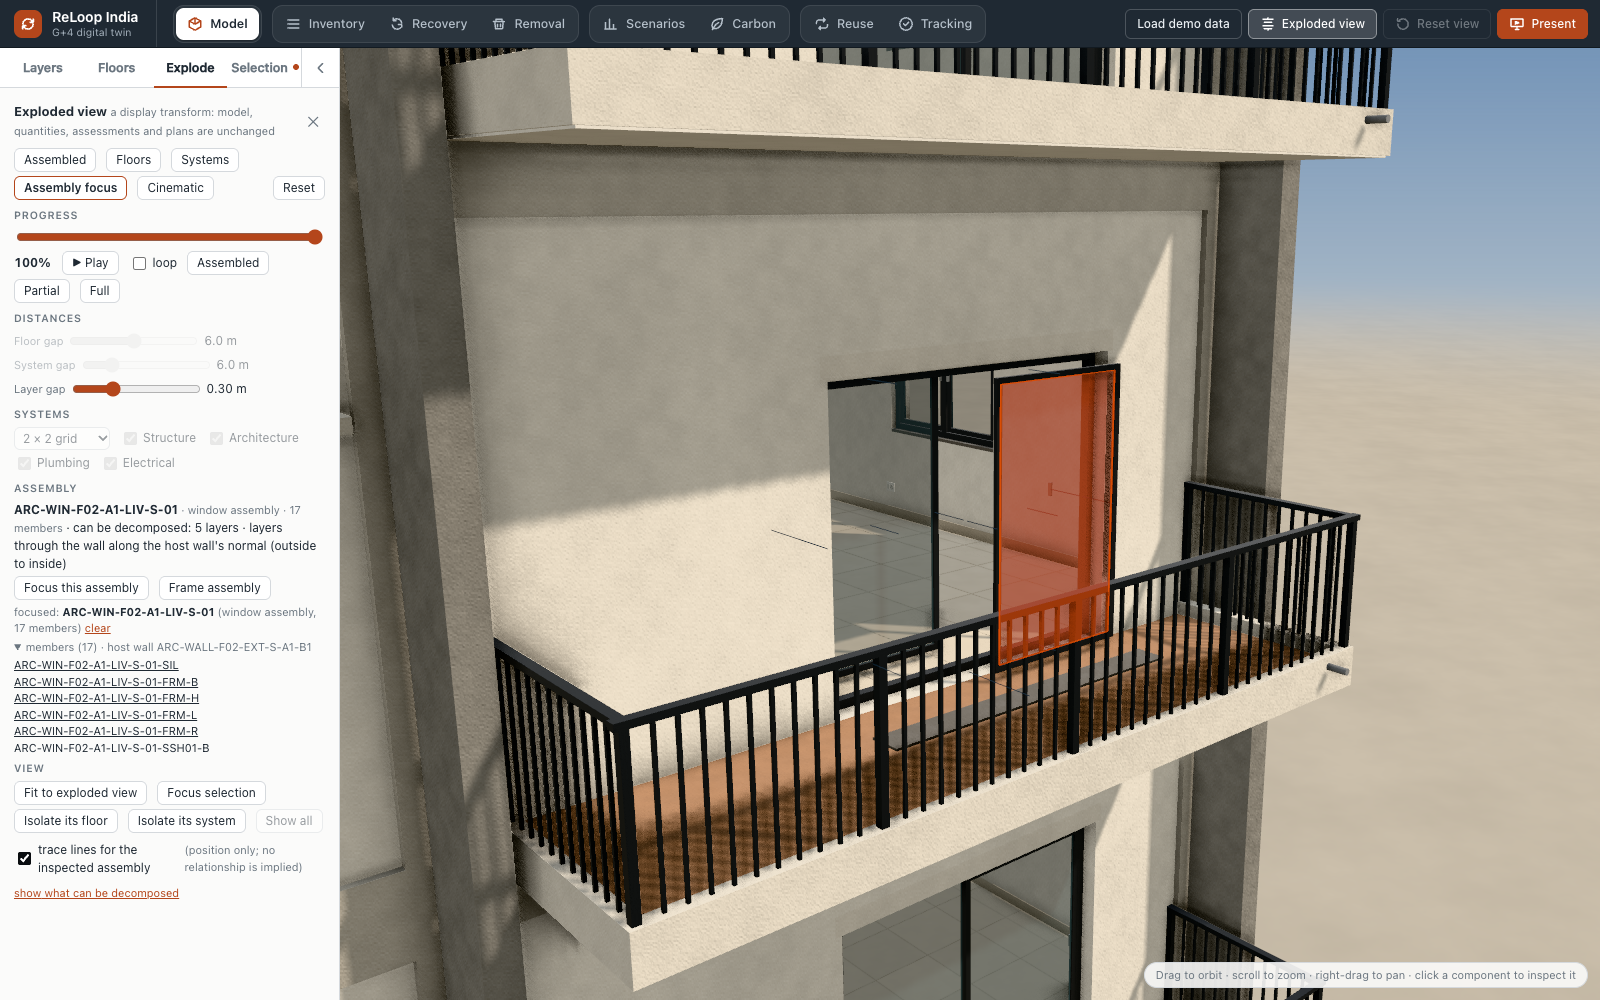 ReLoop India
G+4 digital twin
Model
Inventory
Recovery
Removal
Scenarios
Carbon
Reuse
Tracking
Load demo data
Exploded view
Reset view
Present
Layers
Floors
Explode
Selection
Exploded view a display transform: model,
quantities, assessments and plans are unchanged
Assembled
Floors
Systems
Assembly focus
Cinematic
Reset
PROGRESS
100%
Play
loop
Assembled
Partial
Full
DISTANCES
Floor gap
6.0 m
System gap
6.0 m
Layer gap
0.30 m
SYSTEMS
2 × 2 grid
Structure
Architecture
Plumbing
Electrical
ASSEMBLY
ARC-WIN-F02-A1-LIV-S-01 · window assembly · 17
members · can be decomposed: 5 layers · layers
through the wall along the host wall's normal (outside
to inside)
Focus this assembly
Frame assembly
focused: ARC-WIN-F02-A1-LIV-S-01 (window assembly,
17 members) clear
▼ members (17) · host wall ARC-WALL-F02-EXT-S-A1-B1
ARC-WIN-F02-A1-LIV-S-01-SIL
ARC-WIN-F02-A1-LIV-S-01-FRM-B
ARC-WIN-F02-A1-LIV-S-01-FRM-H
ARC-WIN-F02-A1-LIV-S-01-FRM-L
ARC-WIN-F02-A1-LIV-S-01-FRM-R
ARC-WIN-F02-A1-LIV-S-01-SSH01-B
VIEW
Fit to exploded view
Focus selection
Isolate its floor
Isolate its system
Show all
trace lines for the
inspected assembly
(position only; no
relationship is implied)
show what can be decomposed
Drag to orbit · scroll to zoom · right-drag to pan · click a component to inspect it